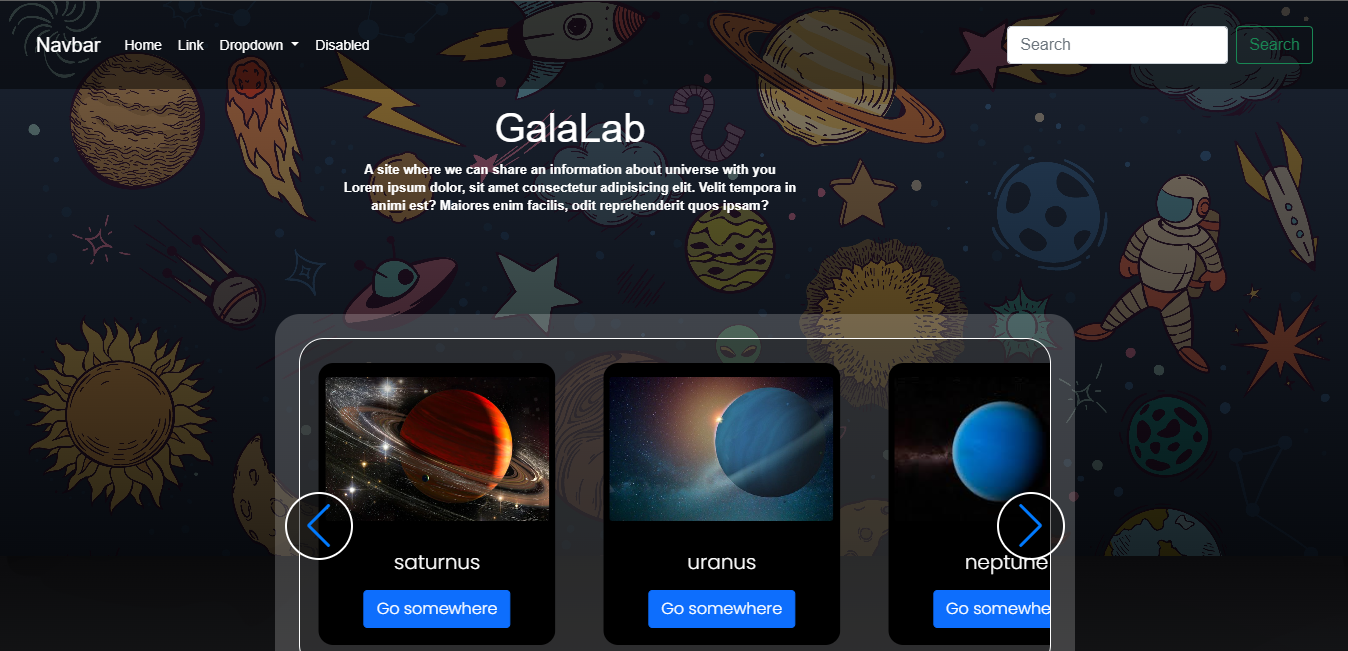 Navbar Home Link Dropdown Disabled Search Search
GalaLab
A site where we can share an information about universe with you
Lorem ipsum dolor, sit amet consectetur adipisicing elit. Velit tempora in
animi est? Maiores enim facilis, odit reprehenderit quos ipsam?
saturnus uranus neptune
Go somewhere Go somewhere Go somewhe